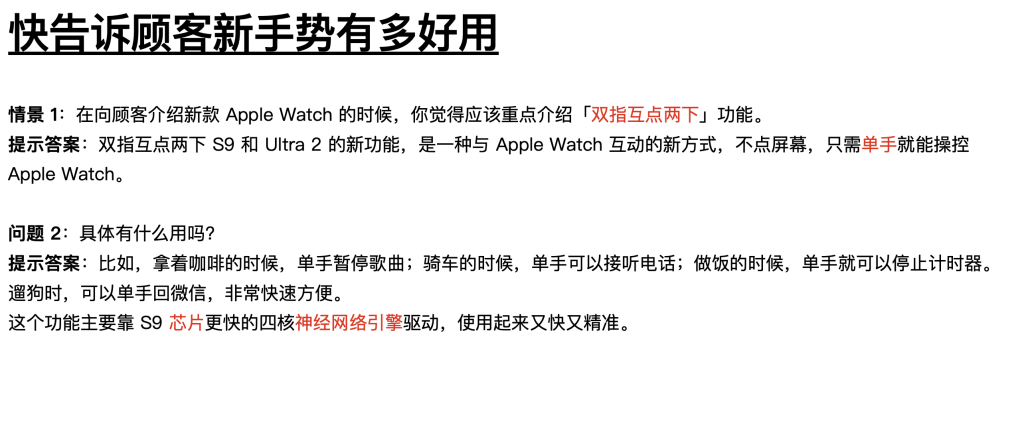 快告诉顾客新手势有多好用
情景 1：在向顾客介绍新款 Apple Watch 的时候，你觉得应该重点介绍「双指互点两下」功能。
提示答案：双指互点两下 S9 和 Ultra 2 的新功能，是一种与 Apple Watch 互动的新方式，不点屏幕，只需单手就能操控
Apple Watch。
问题 2：具体有什么用吗？
提示答案：比如，拿着咖啡的时候，单手暂停歌曲；骑车的时候，单手可以接听电话；做饭的时候，单手就可以停止计时器。
遛狗时，可以单手回微信，非常快速方便。
这个功能主要靠 S9 芯片更快的四核神经网络引擎驱动，使用起来又快又精准。